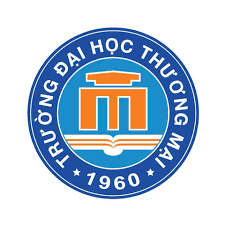 TRƯỜNG ĐẠI HỌC THƯƠNG MẠI
1960